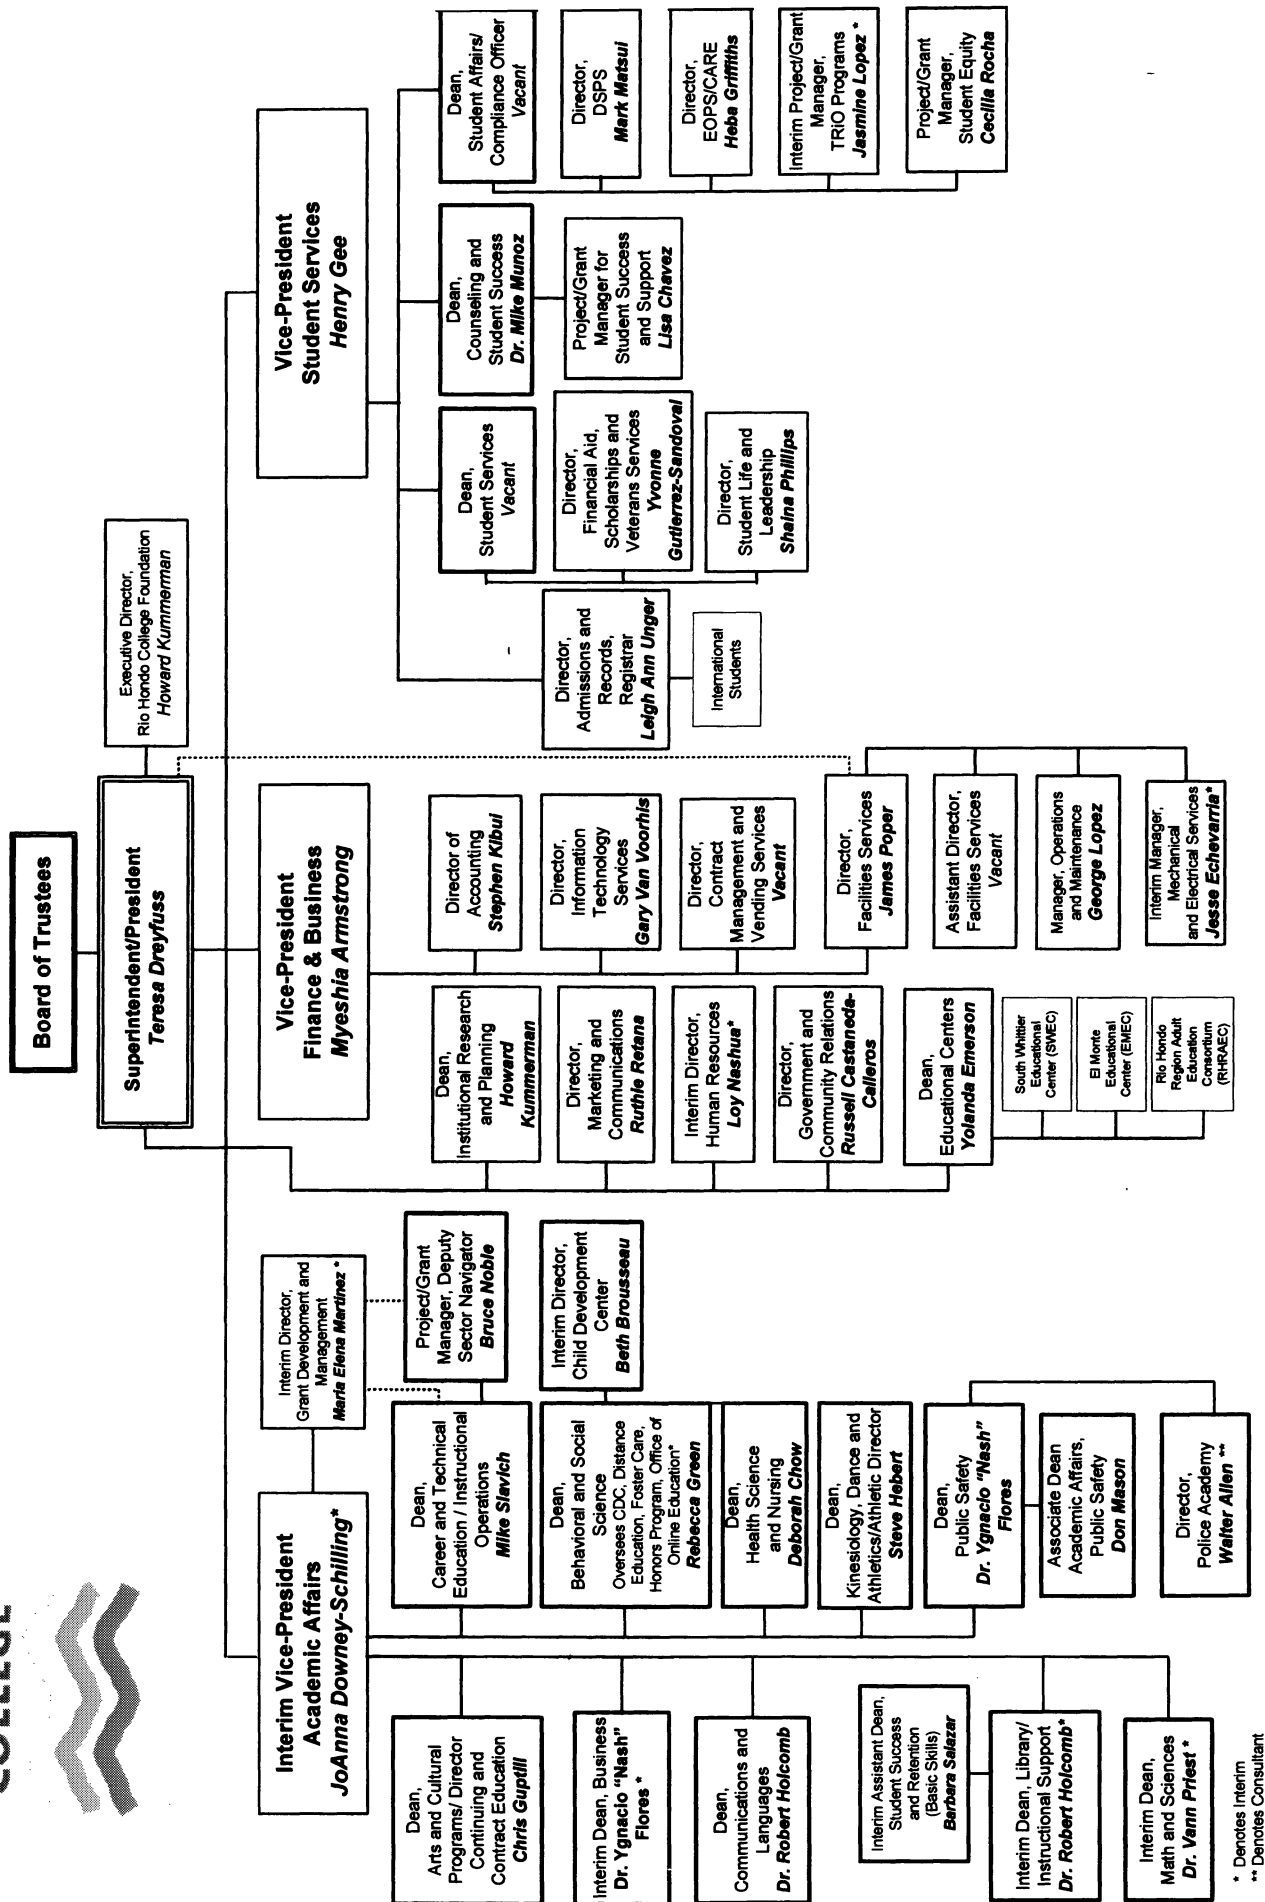 COLLEGE
Board of Trustees
Superintendent/President
Teresa Dreyfuss
Executive Director,
Rio Hondo College Foundation
Howard Kummerman
Interim Vice-President
Academic Affairs
JoAnna Downey-Schilling*
Interim Director,
Grant Development and
Management
Maria Elena Martinez *
Vice-President
Finance & Business
Myeshia Armstrong
Vice-President
Student Services
Henry Gee
Dean,
Arts and Cultural
Programs/ Director
Continuing and
Contract Education
Chris Guptill
Interim Dean, Business
Dr. Ygnacio "Nash"
Flores *
Dean,
Communications and
Languages
Dr. Robert Holcomb
Interim Assistant Dean,
Student Success
and Retention
(Basic Skills)
Barbara Salazar
Interim Dean, Library/
Instructional Support
Dr. Robert Holcomb*
Interim Dean,
Math and Sciences
Dr. Vann Priest *
Dean,
Career and Technical
Education / Instructional
Operations
Mike Slavich
Project/Grant
Manager, Deputy
Sector Navigator
Bruce Noble
Dean,
Behavioral and Social
Science
Oversees CDC, Distance
Education, Foster Care,
Honors Program, Office of
Online Education*
Rebecca Green
Interim Director,
Child Development
Center
Beth Brousseau
Dean,
Health Science
and Nursing
Deborah Chow
Dean,
Kinesiology, Dance and
Athletics/Athletic Director
Steve Hebert
Dean,
Public Safety
Dr. Ygnacio "Nash"
Flores
Associate Dean
Academic Affairs,
Public Safety
Don Mason
Director,
Police Academy
Walter Allen **
Dean,
Institutional Research
and Planning
Howard
Kummerman
Director,
Marketing and
Communications
Ruthie Retana
Interim Director,
Human Resources
Loy Nashua*
Director,
Government and
Community Relations
Russell Castaneda-
Calleros
Dean,
Educational Centers
Yolanda Emerson
South Whittier
Educational
Center (SWEC)
El Monte
Educational
Center (EMEC)
Rio Hondo
Region Adult
Education
Consortium
(RHRAEC)
Director of
Accounting
Stephen Kibui
Director,
Information
Technology
Services
Gary Van Voorhis
Director,
Contract
Management and
Vending Services
Vacant
Director,
Facilities Services
James Poper
Assistant Director,
Facilities Services
Vacant
Manager, Operations
and Maintenance
George Lopez
Interim Manager,
Mechanical
and Electrical Services
Jesse Echevarria*
Director,
Admissions and
Records,
Registrar
Leigh Ann Unger
International
Students
Dean,
Student Services
Vacant
Director,
Financial Aid,
Scholarships and
Veterans Services
Yvonne
Gutierrez-Sandoval
Director,
Student Life and
Leadership
Shaina Phillips
Dean,
Counseling and
Student Success
Dr. Mike Munoz
Project/Grant
Manager for
Student Success
and Support
Lisa Chavez
Dean,
Student Affairs/
Compliance Officer
Vacant
Director,
DSPS
Mark Matsui
Director,
EOPS/CARE
Heba Griffiths
Interim Project/Grant
Manager,
TRIO Programs
Jasmine Lopez *
Project/Grant
Manager,
Student Equity
Cecilia Rocha
* Denotes Interim
** Denotes Consultant